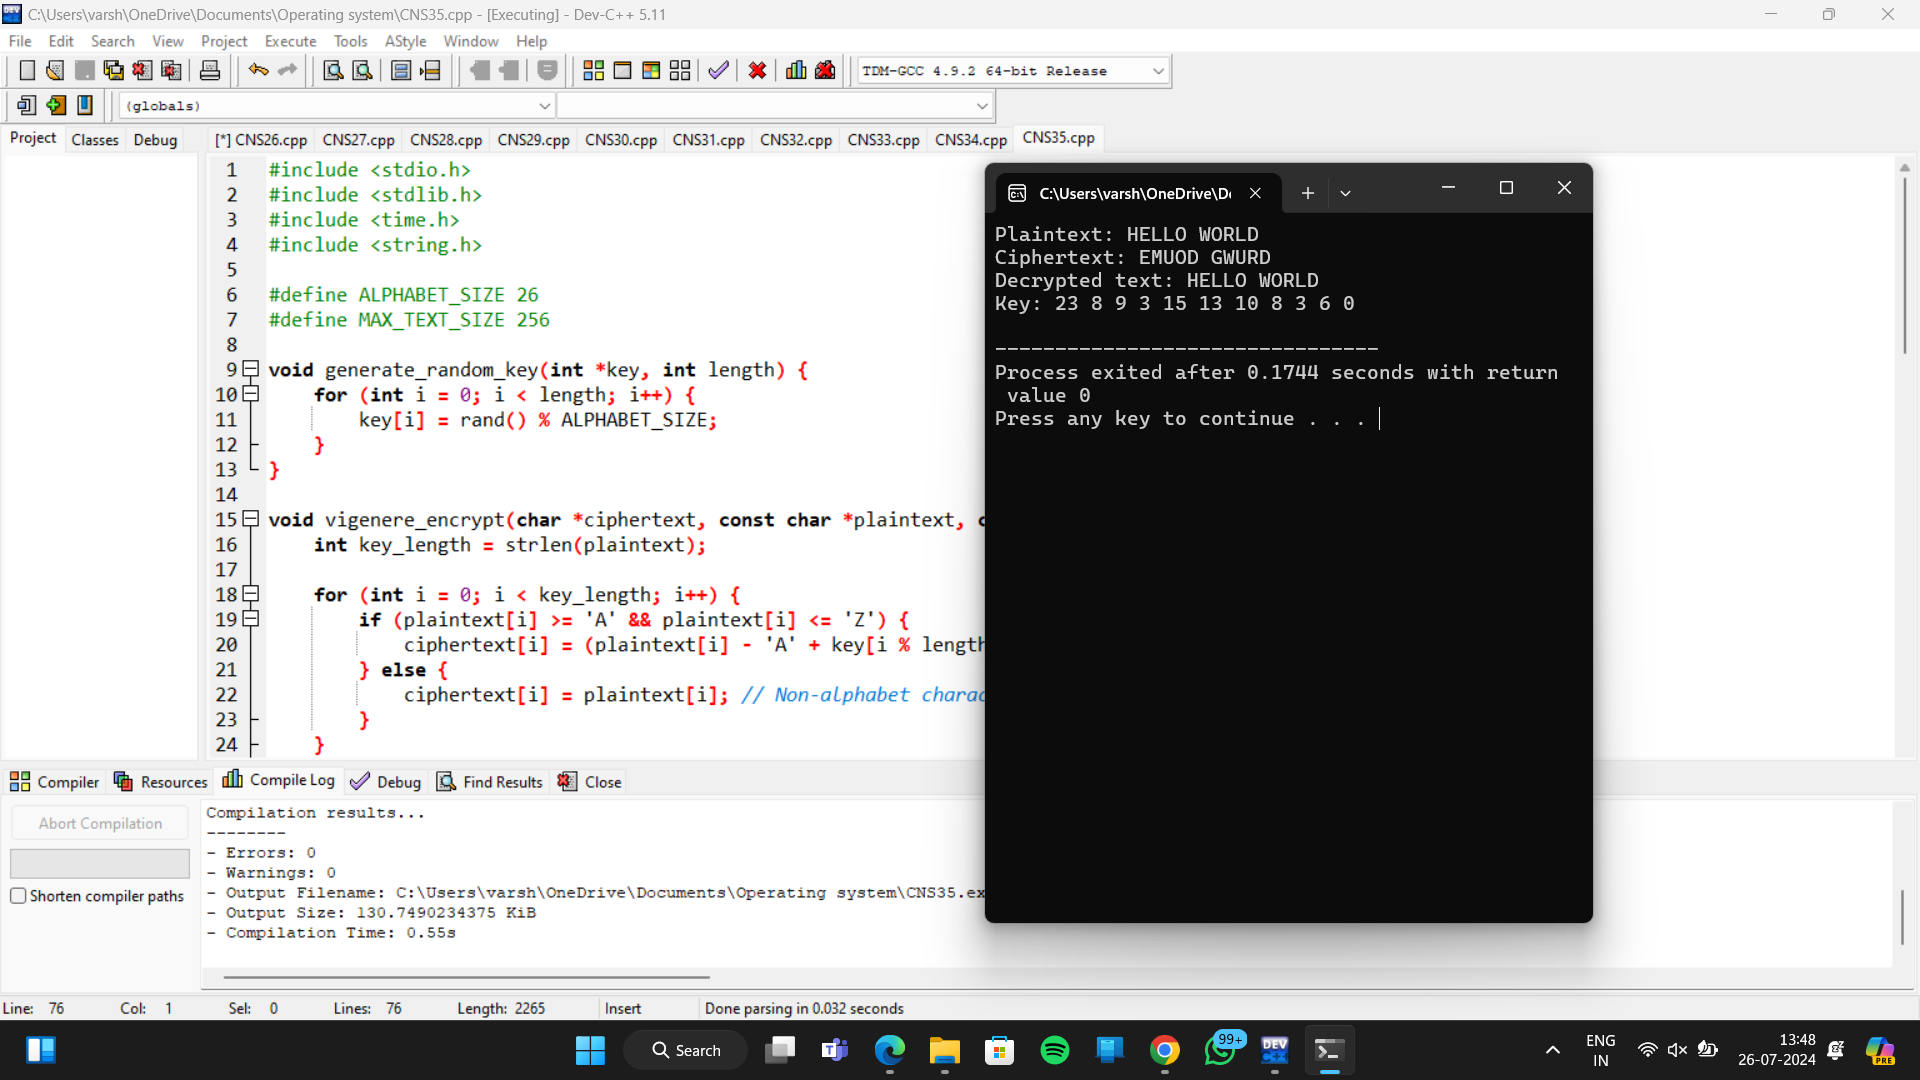 C:\Users\varsh\OneDrive\Documents\Operating system\CNS35.cpp - [Executing] - Dev-C++ 5.11
File Edit Search View Project Execute Tools AStyle Window Help
TDM-GCC 4.9.2 64-bit Release
(globals)
Project Classes Debug
[*] CNS26.cpp CNS27.cpp CNS28.cpp CNS29.cpp CNS30.cpp CNS31.cpp CNS32.cpp CNS33.cpp CNS34.cpp CNS35.cpp
1 #include <stdio.h>
2 #include <stdlib.h>
3 #include <time.h>
4 #include <string.h>
5
6 #define ALPHABET_SIZE 26
7 #define MAX_TEXT_SIZE 256
8
9 void generate_random_key(int *key, int length) {
10 for (int i = 0; i < length; i++) {
11 key[i] = rand() % ALPHABET_SIZE;
12 }
13 }
14
15 void vigenere_encrypt(char *ciphertext, const char *plaintext,
16 int key_length = strlen(plaintext);
17
18 for (int i = 0; i < key_length; i++) {
19 if (plaintext[i] >= 'A' && plaintext[i] <= 'Z') {
20 ciphertext[i] = (plaintext[i] - 'A' + key[i % length
21 } else {
22 ciphertext[i] = plaintext[i]; // Non-alphabet charac
23 }
24 }
C:\Users\varsh\OneDrive\D
Plaintext: HELLO WORLD
Ciphertext: EMUOD GWURD
Decrypted text: HELLO WORLD
Key: 23 8 9 3 15 13 10 8 3 6 0
--------------------------------
Process exited after 0.1744 seconds with return
value 0
Press any key to continue . . .
Compiler Resources Compile Log Debug Find Results Close
Abort Compilation
Shorten compiler paths
Compilation results...
--------
- Errors: 0
- Warnings: 0
- Output Filename: C:\Users\varsh\OneDrive\Documents\Operating system\CNS35.ex
- Output Size: 130.7490234375 KiB
- Compilation Time: 0.55s
Line: 76 Col: 1 Sel: 0 Lines: 76 Length: 2265 Insert Done parsing in 0.032 seconds
Search
99+
DEV
ENG
IN
13:48
26-07-2024
PRE